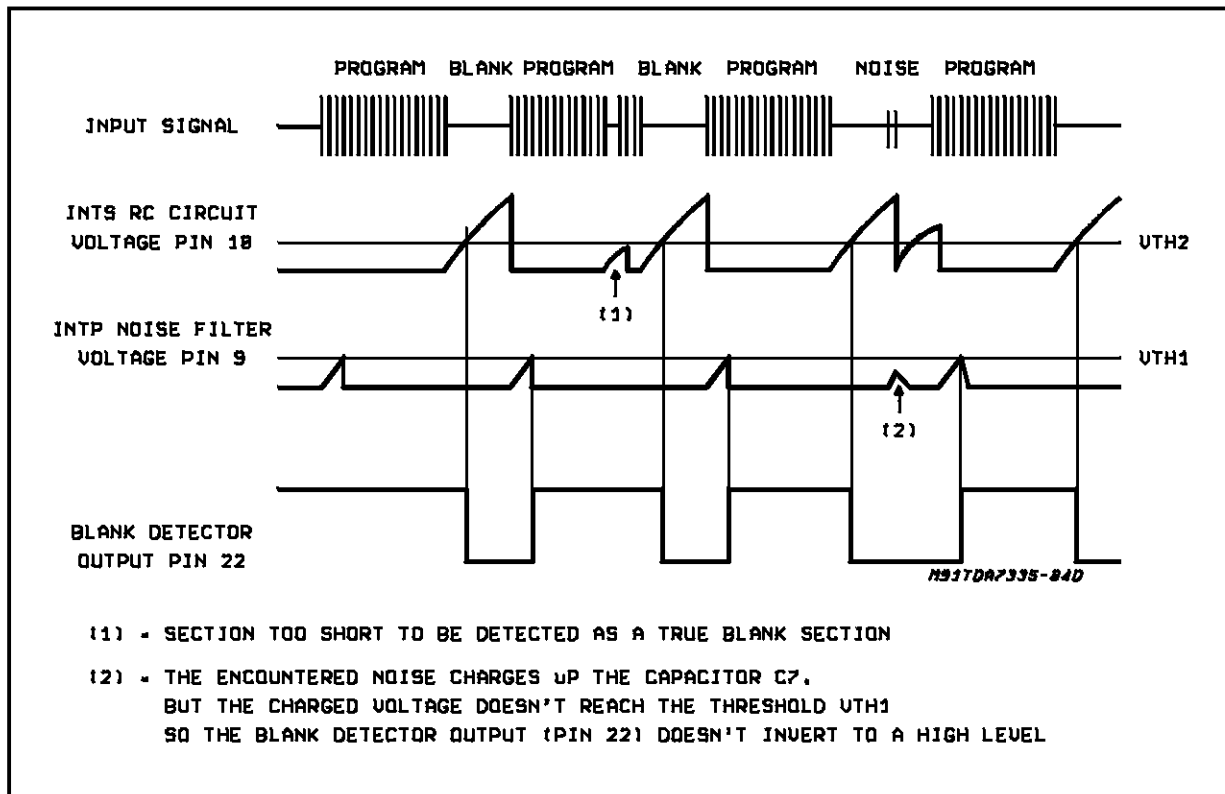 PROGRAM BLANK PROGRAM BLANK PROGRAM NOISE PROGRAM
INPUT SIGNAL
INTS RC CIRCUIT
VOLTAGE PIN 10
VTH2
(1)
INTP NOISE FILTER
VOLTAGE PIN 9
VTH1
(2)
BLANK DETECTOR
OUTPUT PIN 22
M91TDA7335-04D
(1) = SECTION TOO SHORT TO BE DETECTED AS A TRUE BLANK SECTION
(2) = THE ENCOUNTERED NOISE CHARGES UP THE CAPACITOR C7.
BUT THE CHARGED VOLTAGE DOESN'T REACH THE THRESHOLD VTH1
SO THE BLANK DETECTOR OUTPUT (PIN 22) DOESN'T INVERT TO A HIGH LEVEL